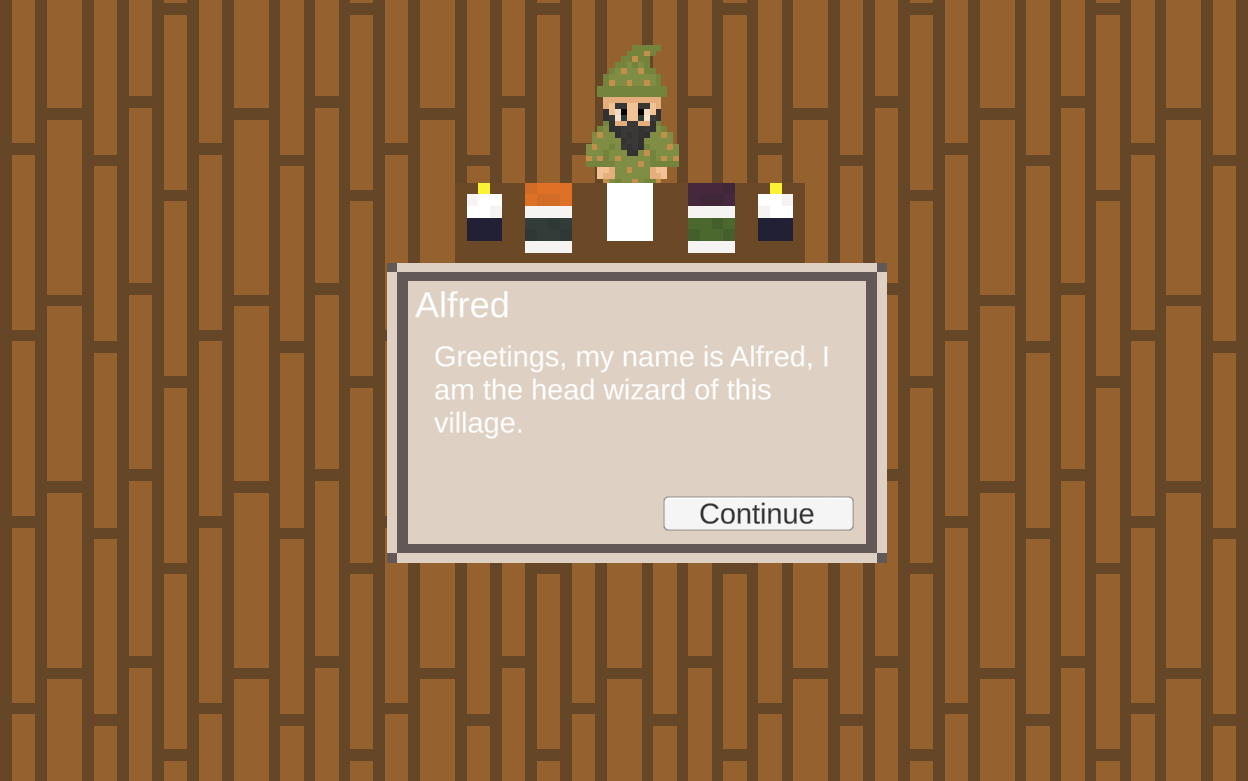 Alfred
Greetings, my name is Alfred, I
am the head wizard of this
village.
Continue